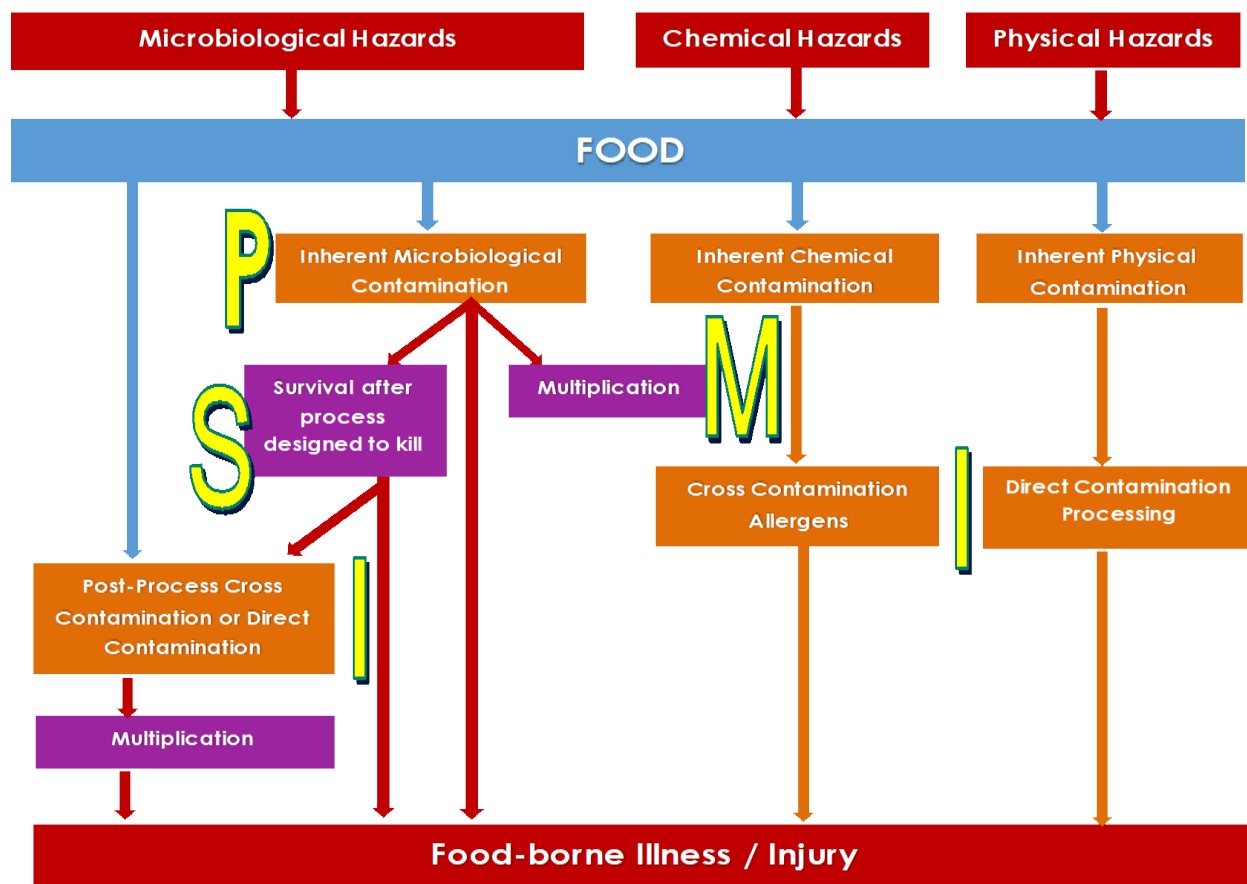 Microbiological Hazards
Chemical Hazards
Physical Hazards
FOOD
P
Inherent Microbiological
Contamination
Inherent Chemical
Contamination
Inherent Physical
Contamination
S
Survival after
process
designed to kill
Multiplication
M
Cross Contamination
Allergens
I
Direct Contamination
Processing
Post-Process Cross
Contamination or Direct
Contamination
I
Multiplication
Food-borne Illness / Injury